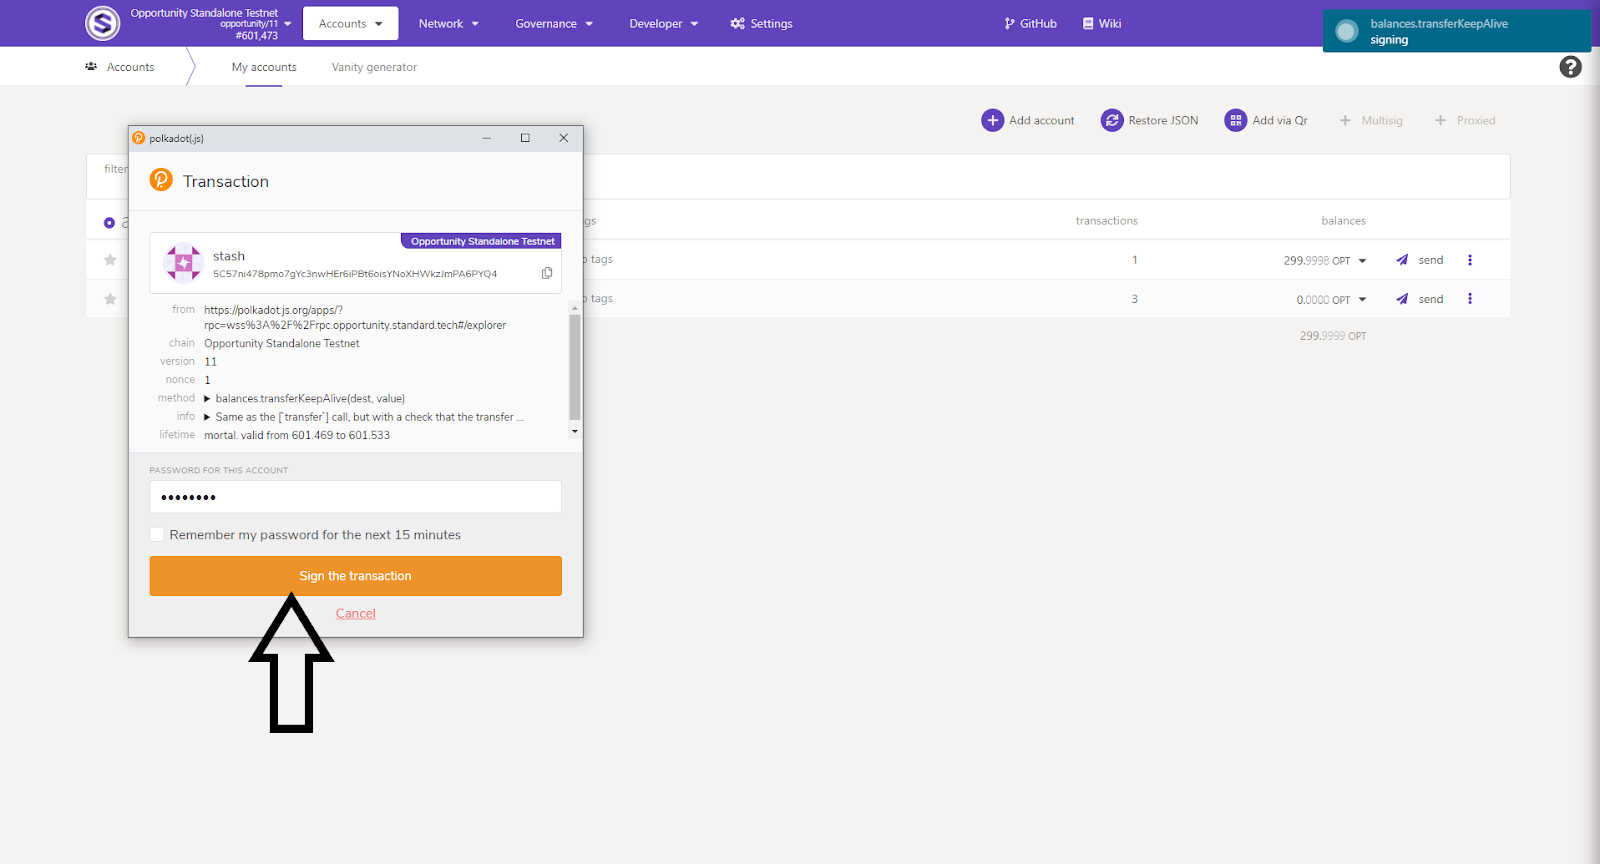 Opportunity Standalone Testnet
opportunity/11
#601,473
Accounts
Network
Governance
Developer
Settings
GitHub
Wiki
balances.transferKeepAlive
signing
Accounts
My accounts
Vanity generator
?
Add account
Restore JSON
Add via Qr
Multisig
Proxied
polkadot{.js}
Transaction
filter
gs
transactions
balances
Opportunity Standalone Testnet
stash
5C57ni478pmo7gYc3nwHEr6iPBt6oisYNoXHWkzJmPA6PYQ4
o tags
1
299.9998 OPT
send
o tags
3
0.0000 OPT
send
299.9999 OPT
from https://polkadot.js.org/apps/?
rpc=wss%3A%2F%2Frpc.opportunity.standard.tech#/explorer
chain Opportunity Standalone Testnet
version 11
nonce 1
method balances.transferKeepAlive(dest, value)
info Same as the [`transfer`] call, but with a check that the transfer ...
lifetime mortal, valid from 601,469 to 601,533
PASSWORD FOR THIS ACCOUNT
••••••••
Remember my password for the next 15 minutes
Sign the transaction
Cancel